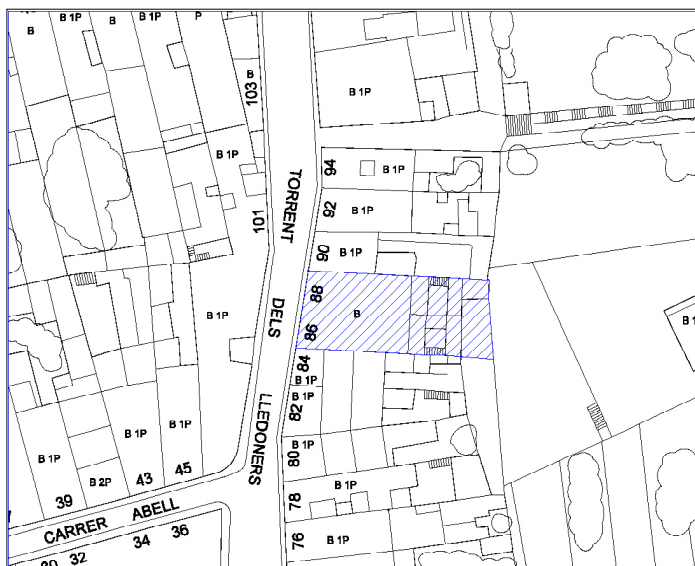 B
B 1P
B
B 1P
P
B
103
B 1P
B 1P
94
B 1P
101
92
B 1P
90
B 1P
TORRENT
DELS
LLEDONERS
88
86
B
B 1P
84
B 1P
82
B 1P
80
B 1P
78
B 1P
76
B 1P
B 1P
39
B 2P
B 1P
43
B 1P
45
CARRER ABELL
32
34
36